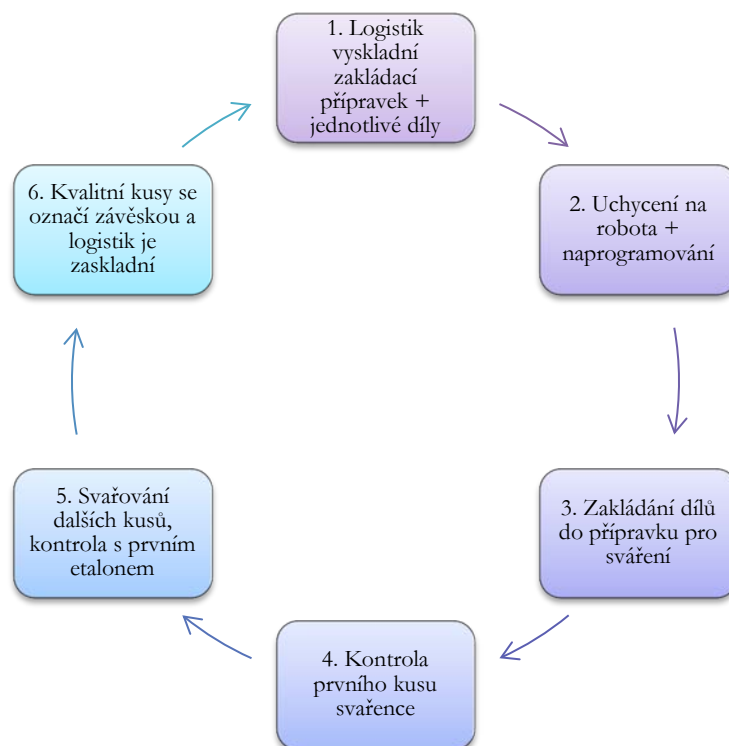 1. Logistik
vyskladní
zakládací
přípravek +
jednotlivé díly
2. Uchycení na
robota +
naprogramování
3. Zakládání dílů
do přípravku pro
sváření
4. Kontrola
prvního kusu
svařence
5. Svařování
dalších kusů,
kontrola s prvním
etalonem
6. Kvalitní kusy se
označí závěskou a
logistik je
zaskladní